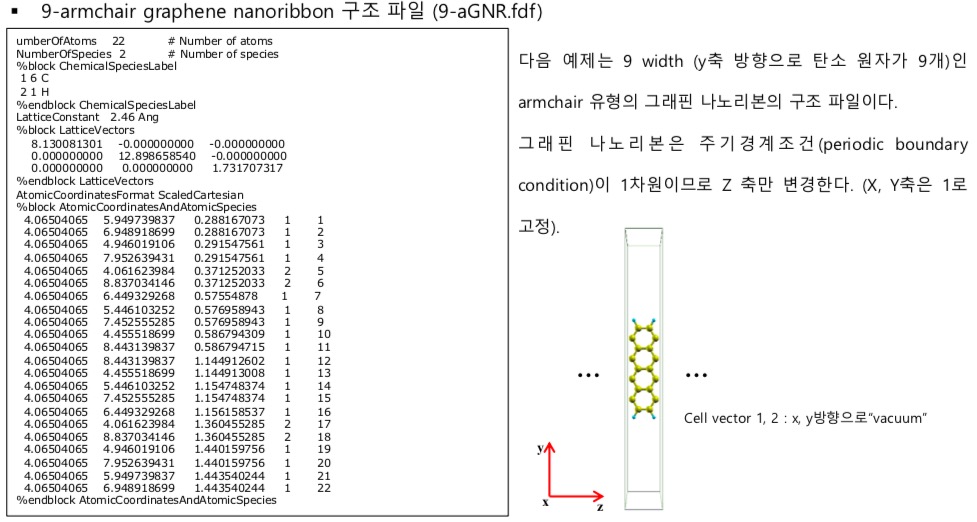 ▪ 9-armchair graphene nanoribbon 구조 파일 (9-aGNR.fdf)
umberOfAtoms 22 # Number of atoms
NumberOfSpecies 2 # Number of species
%block ChemicalSpeciesLabel
1 6 C
2 1 H
%endblock ChemicalSpeciesLabel
LatticeConstant 2.46 Ang
%block LatticeVectors
8.130081301 -0.000000000 -0.000000000
0.000000000 12.898658540 -0.000000000
0.000000000 0.000000000 1.731707317
%endblock LatticeVectors
AtomicCoordinatesFormat ScaledCartesian
%block AtomicCoordinatesAndAtomicSpecies
4.06504065 5.949739837 0.288167073 1 1
4.06504065 6.948918699 0.288167073 1 2
4.06504065 4.946019106 0.291547561 1 3
4.06504065 7.952639431 0.291547561 1 4
4.06504065 4.061623984 0.371252033 2 5
4.06504065 8.837034146 0.371252033 2 6
4.06504065 6.449329268 0.57554878 1 7
4.06504065 5.446103252 0.576958943 1 8
4.06504065 7.452555285 0.576958943 1 9
4.06504065 4.455518699 0.586794309 1 10
4.06504065 8.443139837 0.586794715 1 11
4.06504065 8.443139837 1.144912602 1 12
4.06504065 4.455518699 1.144913008 1 13
4.06504065 5.446103252 1.154748374 1 14
4.06504065 7.452555285 1.154748374 1 15
4.06504065 6.449329268 1.156158537 1 16
4.06504065 4.061623984 1.360455285 2 17
4.06504065 8.837034146 1.360455285 2 18
4.06504065 4.946019106 1.440159756 1 19
4.06504065 7.952639431 1.440159756 1 20
4.06504065 5.949739837 1.443540244 1 21
4.06504065 6.948918699 1.443540244 1 22
%endblock AtomicCoordinatesAndAtomicSpecies
다음 예제는 9 width (y축 방향으로 탄소 원자가 9개)인
armchair 유형의 그래핀 나노리본의 구조 파일이다.
그래핀 나노리본은 주기경계조건(periodic boundary
condition)이 1차원이므로 Z 축만 변경한다. (X, Y축은 1로
고정).
... ...
Cell vector 1, 2 : x, y방향으로"vacuum"
y
x z